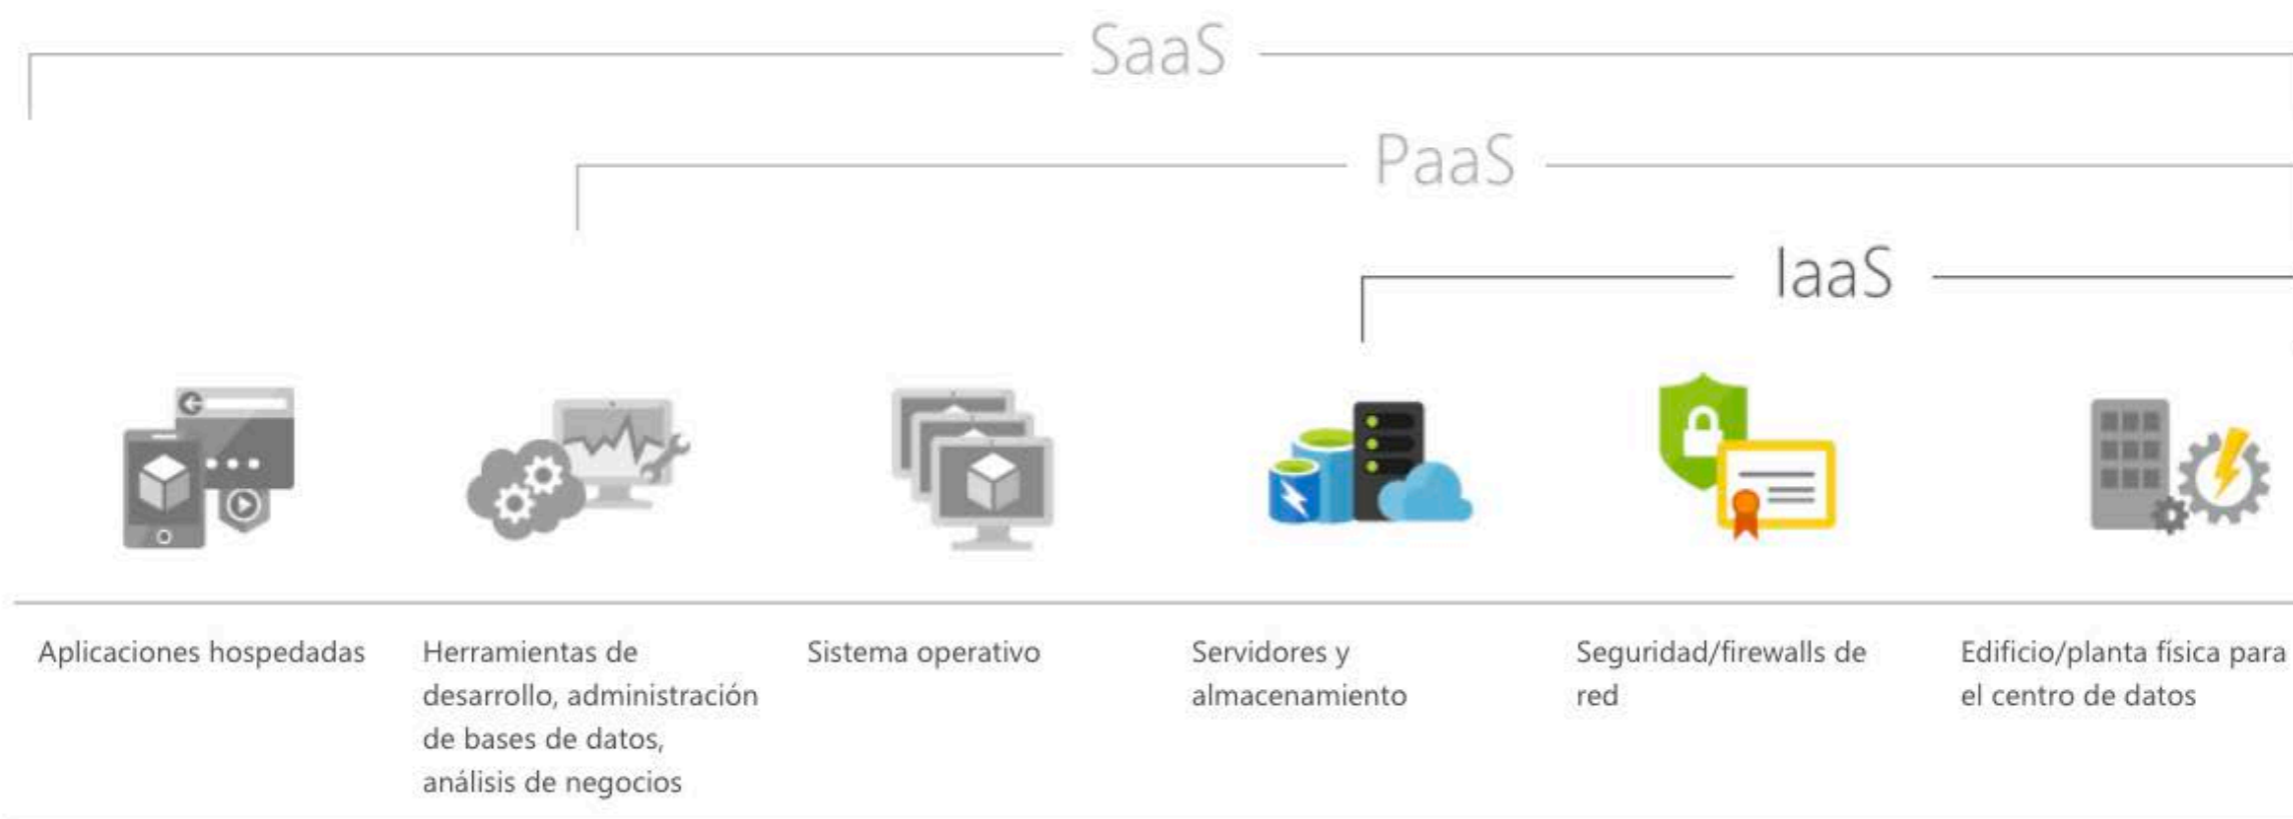 SaaS
PaaS
IaaS
Aplicaciones hospedadas
Herramientas de
desarrollo, administración
de bases de datos,
análisis de negocios
Sistema operativo
Servidores y
almacenamiento
Seguridad/firewalls de
red
Edificio/planta física para
el centro de datos